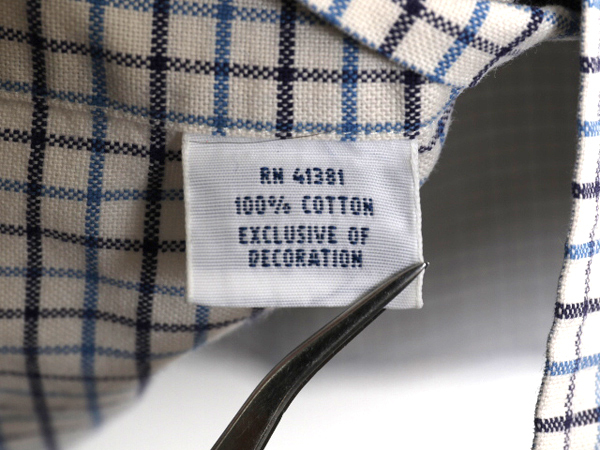 RN 41381
100% COTTON
EXCLUSIVE OF
DECORATION